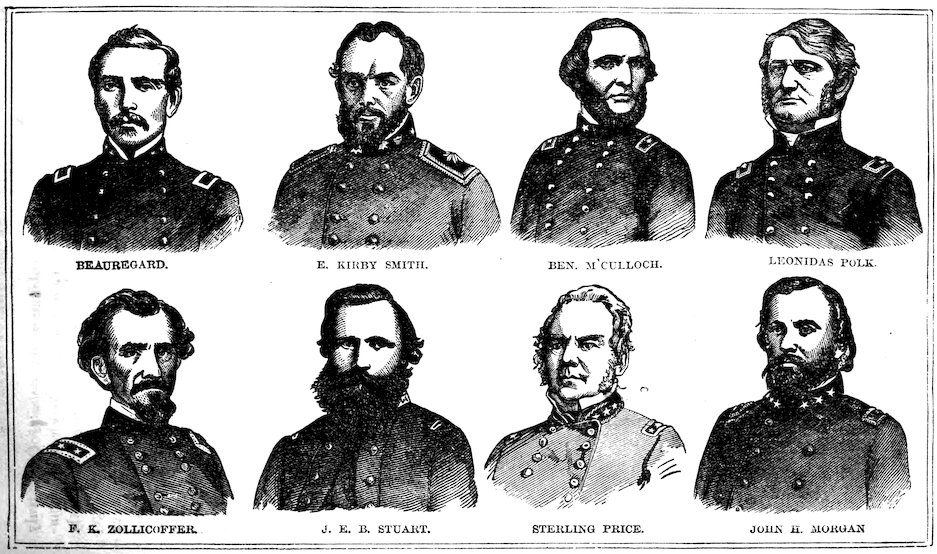 BEAUREGARD.
E. KIRBY SMITH.
BEN. M'CULLOCH.
LEONIDAS POLK.
F. K. ZOLLICOFFER.
J. E. B. STUART.
STERLING PRICE.
JOHN H. MORGAN